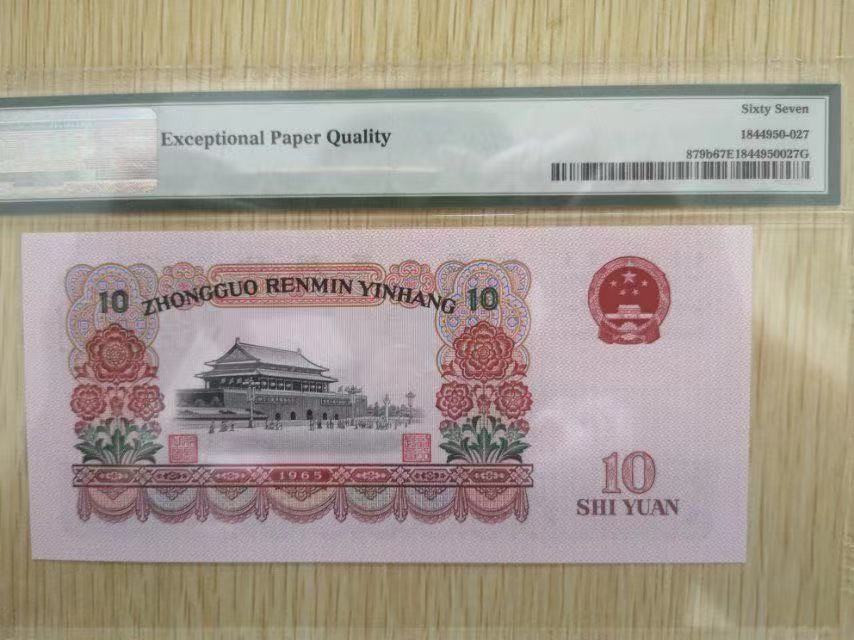 Sixty Seven
Exceptional Paper Quality
1844950-027
879b67E1844950027G
10 ZHONGGUO RENMIN YINHANG 10
1965
10
SHI YUAN